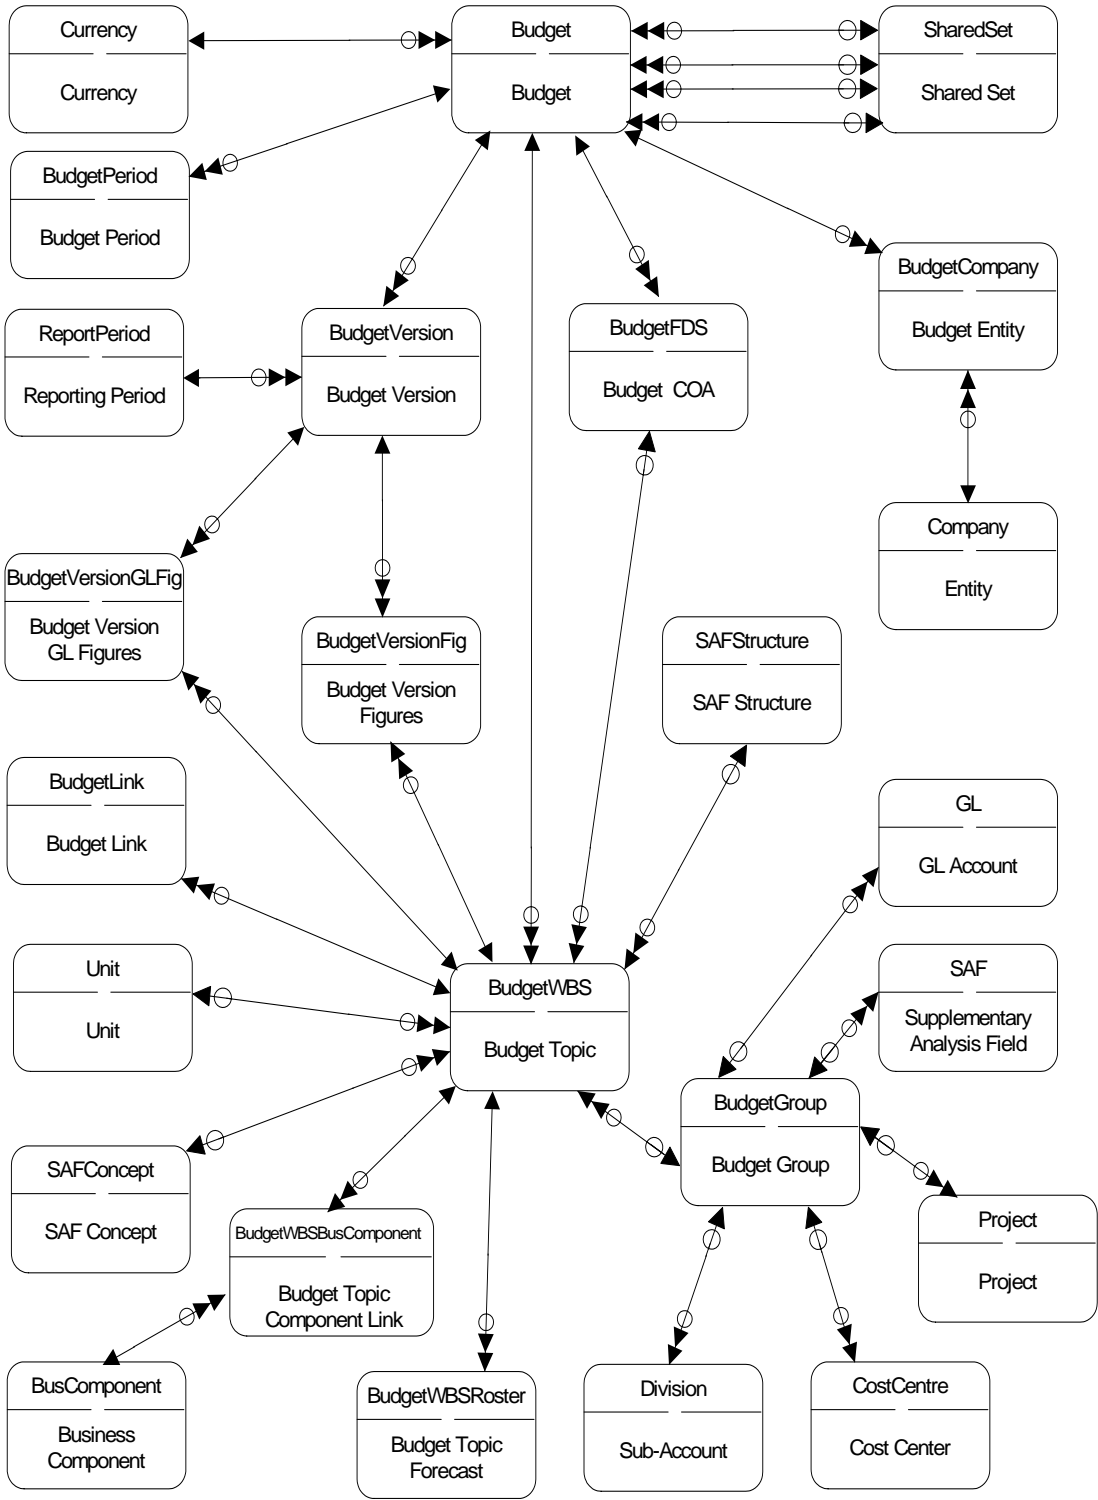 Currency
Currency
Budget
Budget
SharedSet
Shared Set
BudgetPeriod
Budget Period
BudgetCompany
Budget Entity
ReportPeriod
Reporting Period
BudgetVersion
Budget Version
BudgetFDS
Budget COA
Company
Entity
BudgetVersionGLFig
Budget Version
GL Figures
BudgetVersionFig
Budget Version
Figures
SAFStructure
SAF Structure
BudgetLink
Budget Link
GL
GL Account
Unit
Unit
BudgetWBS
Budget Topic
SAF
Supplementary
Analysis Field
BudgetGroup
Budget Group
SAFConcept
SAF Concept
BudgetWBSBusComponent
Budget Topic
Component Link
Project
Project
BusComponent
Business
Component
BudgetWBSRoster
Budget Topic
Forecast
Division
Sub-Account
CostCentre
Cost Center